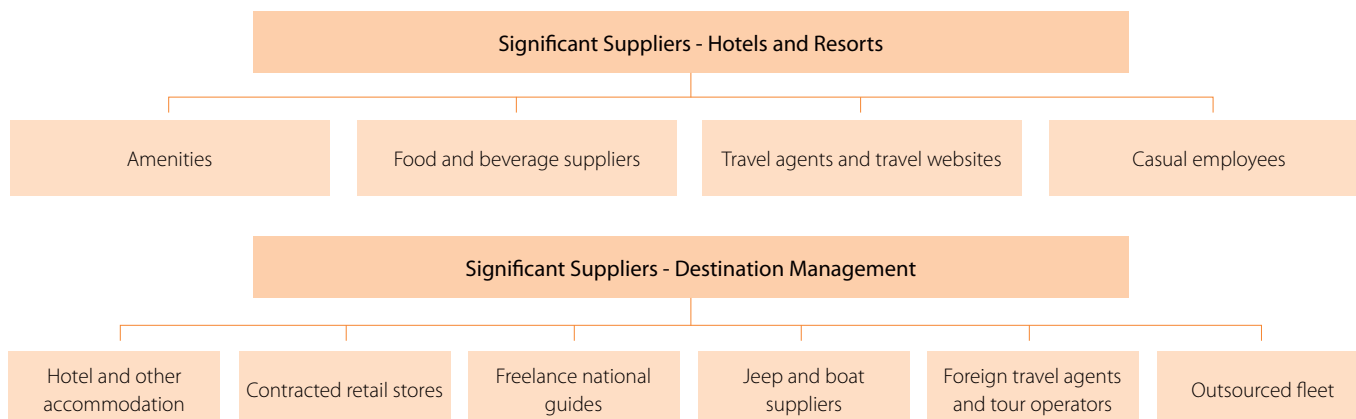 Significant Suppliers - Hotels and Resorts
Amenities
Food and beverage suppliers
Travel agents and travel websites
Casual employees
Significant Suppliers - Destination Management
Hotel and other
accommodation
Contracted retail stores
Freelance national
guides
Jeep and boat
suppliers
Foreign travel agents
and tour operators
Outsourced fleet